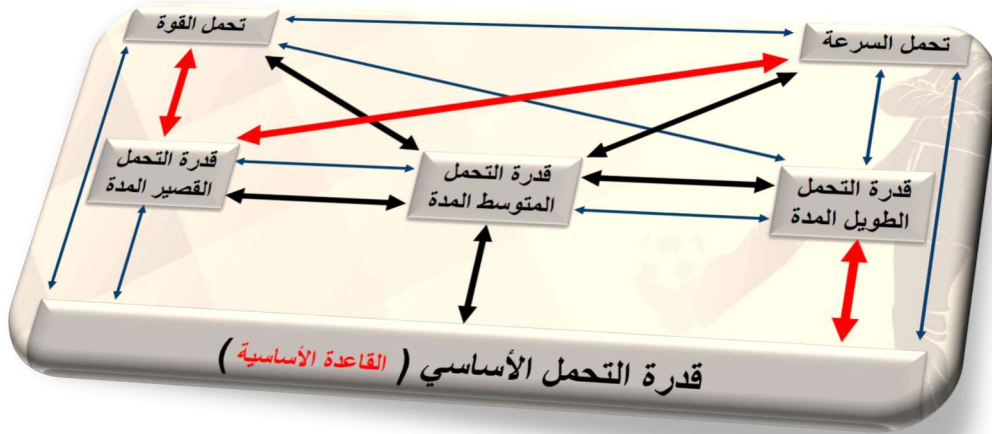 تحمل السرعة
تحمل القوة
قدرة التحمل
الطويل المدة
قدرة التحمل
المتوسط المدة
قدرة التحمل
القصير المدة
قدرة التحمل الأساسي ( القاعدة الأساسية )